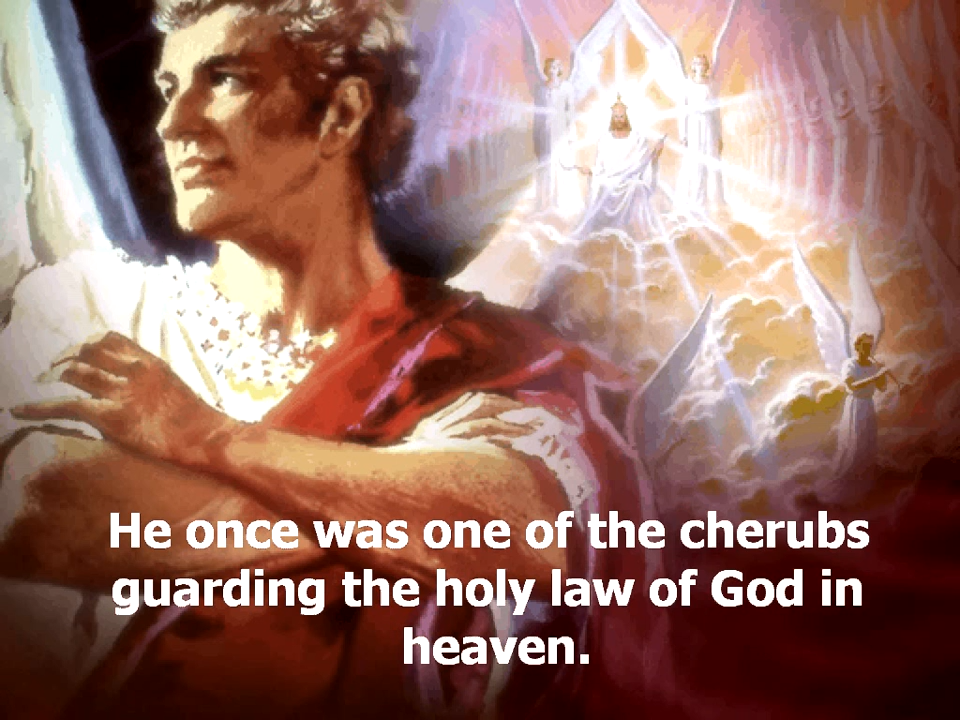 He once was one of the cherubs
guarding the holy law of God in
heaven.